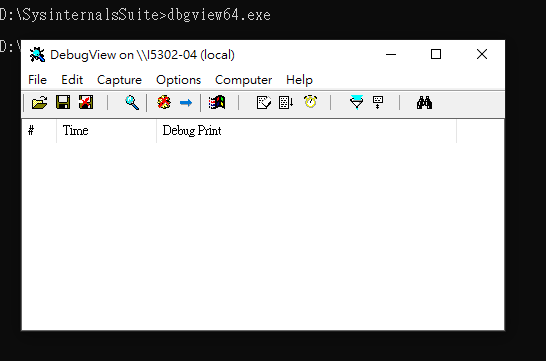 D:\SysinternalsSuite>dbgview64.exe
D:\
DebugView on \\I5302-04 (local)
File Edit Capture Options Computer Help
# Time Debug Print